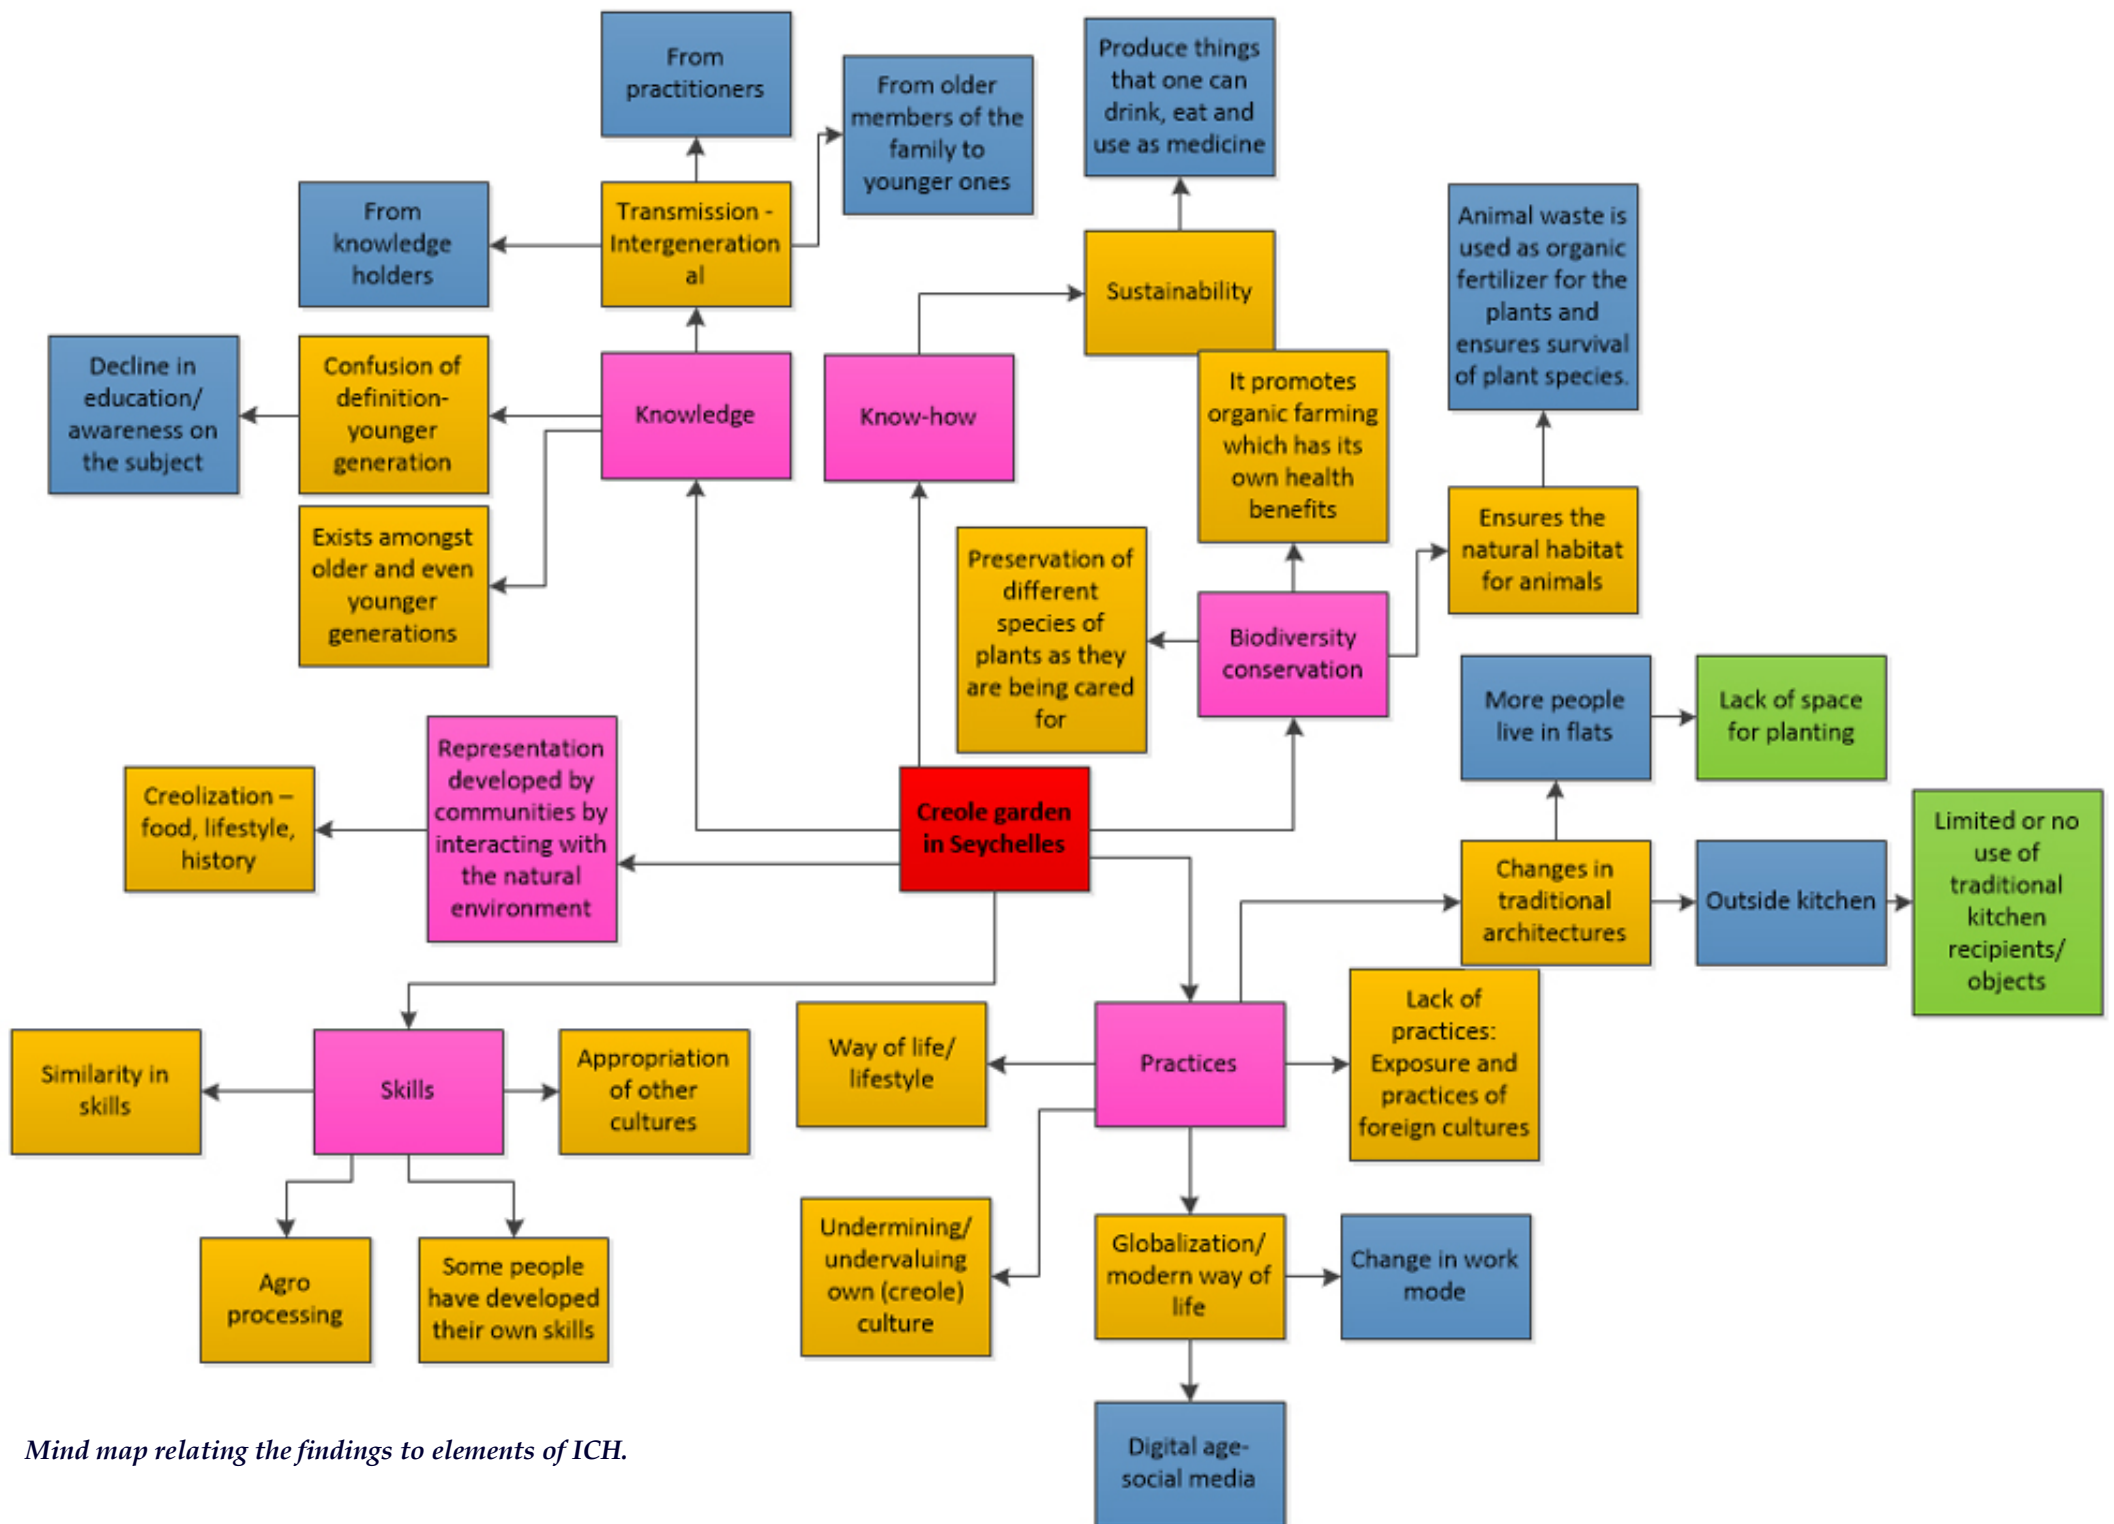 From
practitioners
From older
members of the
family to
younger ones
Produce things
that one can
drink, eat and
use as medicine
From
knowledge
holders
Transmission -
Intergeneration
al
Animal waste is
used as organic
fertilizer for the
plants and
ensures survival
of plant species.
Sustainability
Decline in
education/
awareness on
the subject
Confusion of
definition-
younger
generation
Knowledge
Know-how
It promotes
organic farming
which has its
own health
benefits
Exists amongst
older and even
younger
generations
Preservation of
different
species of
plants as they
are being cared
for
Ensures the
natural habitat
for animals
Biodiversity
conservation
More people
live in flats
Lack of space
for planting
Creolization –
food, lifestyle,
history
Representation
developed by
communities by
interacting with
the natural
environment
Creole garden
in Seychelles
Changes in
traditional
architectures
Outside kitchen
Limited or no
use of
traditional
kitchen
recipients/
objects
Similarity in
skills
Skills
Appropriation
of other
cultures
Way of life/
lifestyle
Practices
Lack of
practices:
Exposure and
practices of
foreign cultures
Agro
processing
Some people
have developed
their own skills
Undermining/
undervaluing
own (creole)
culture
Globalization/
modern way of
life
Change in work
mode
Digital age-
social media
Mind map relating the findings to elements of ICH.